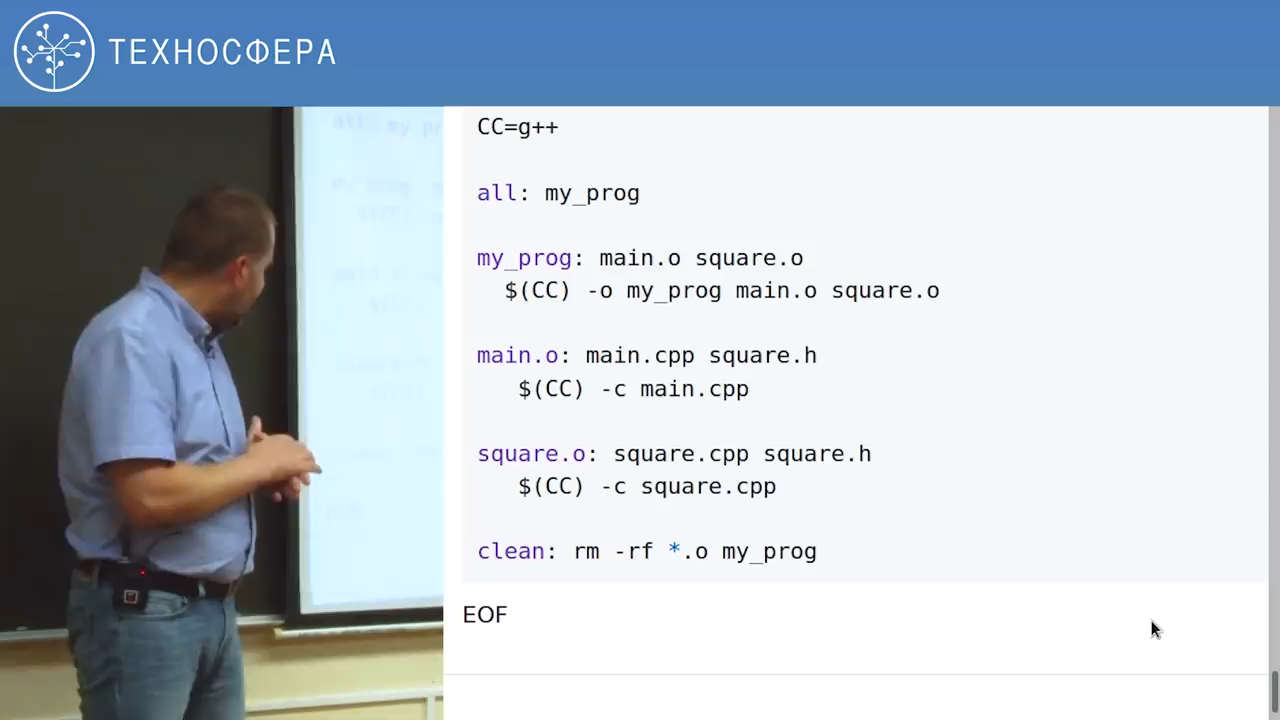 ТЕХНОСФЕРА
CC=g++
all: my_prog
my_prog: main.o square.o
$(CC) -o my_prog main.o square.o
main.o: main.cpp square.h
$(CC) -c main.cpp
square.o: square.cpp square.h
$(CC) -c square.cpp
clean: rm -rf *.o my_prog
EOF